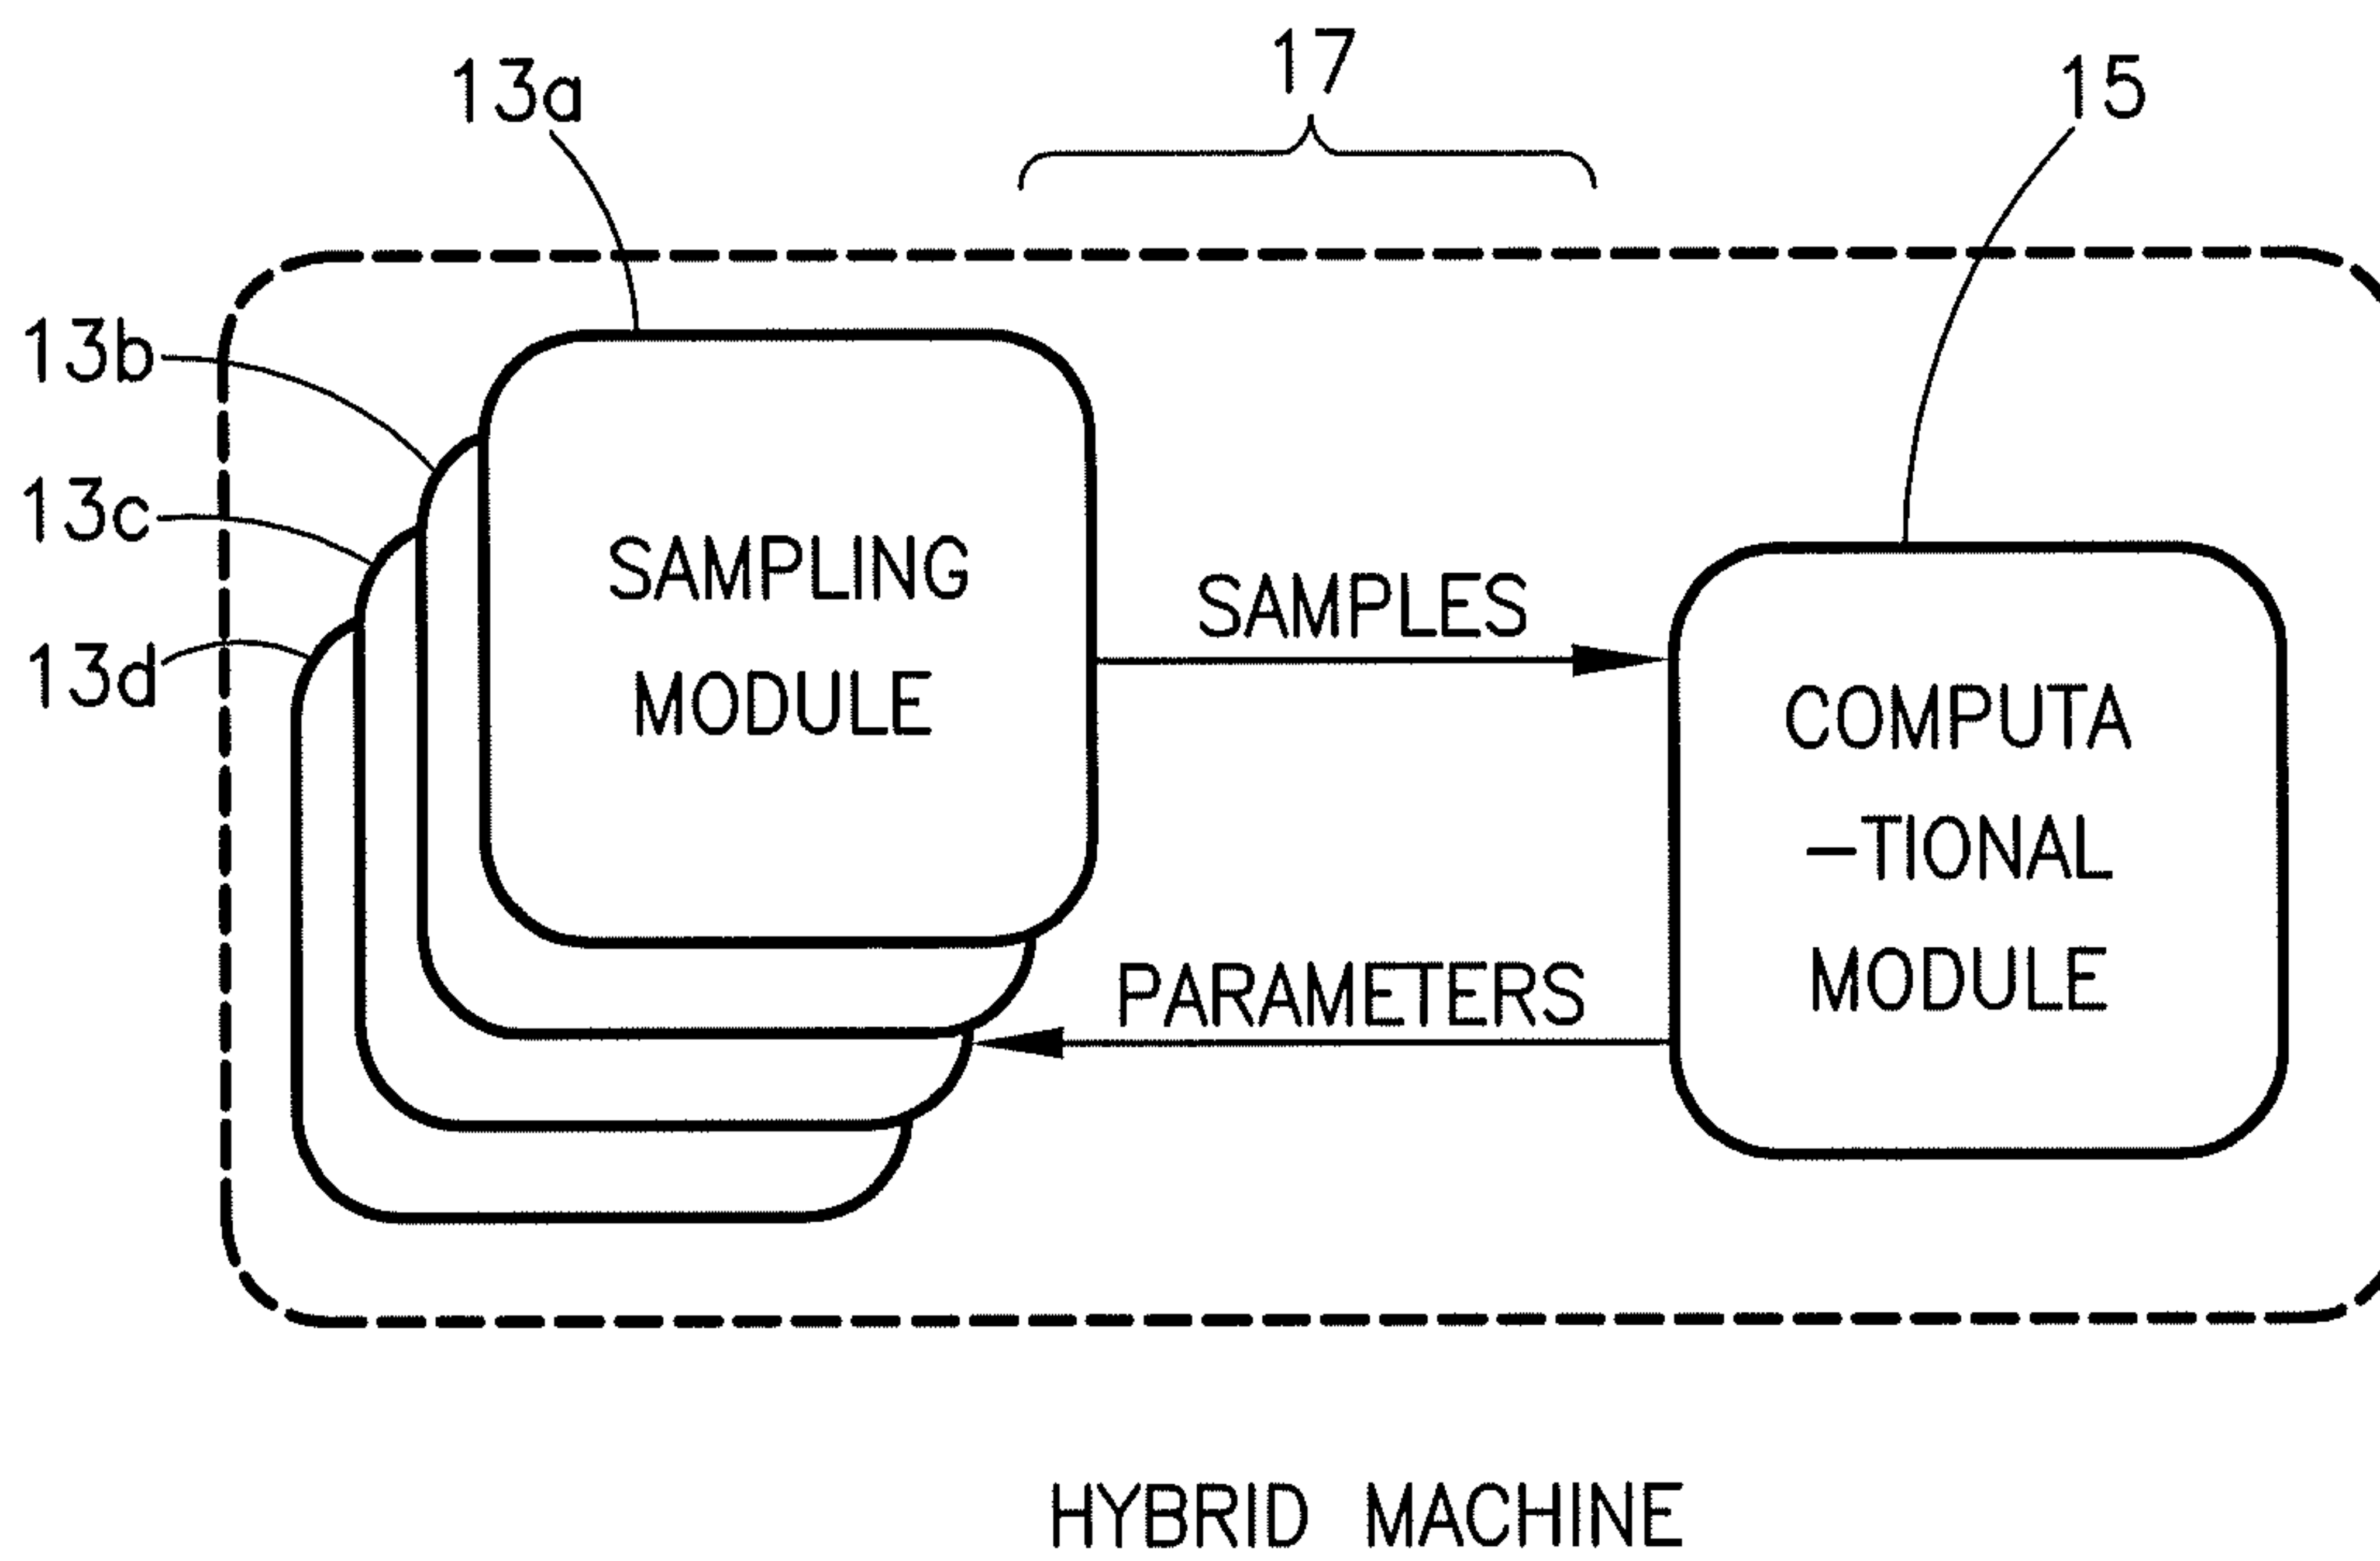 17
13a
15
13b
13c
13d
SAMPLING
MODULE
SAMPLES
PARAMETERS
COMPUTA
-TIONAL
MODULE
HYBRID MACHINE